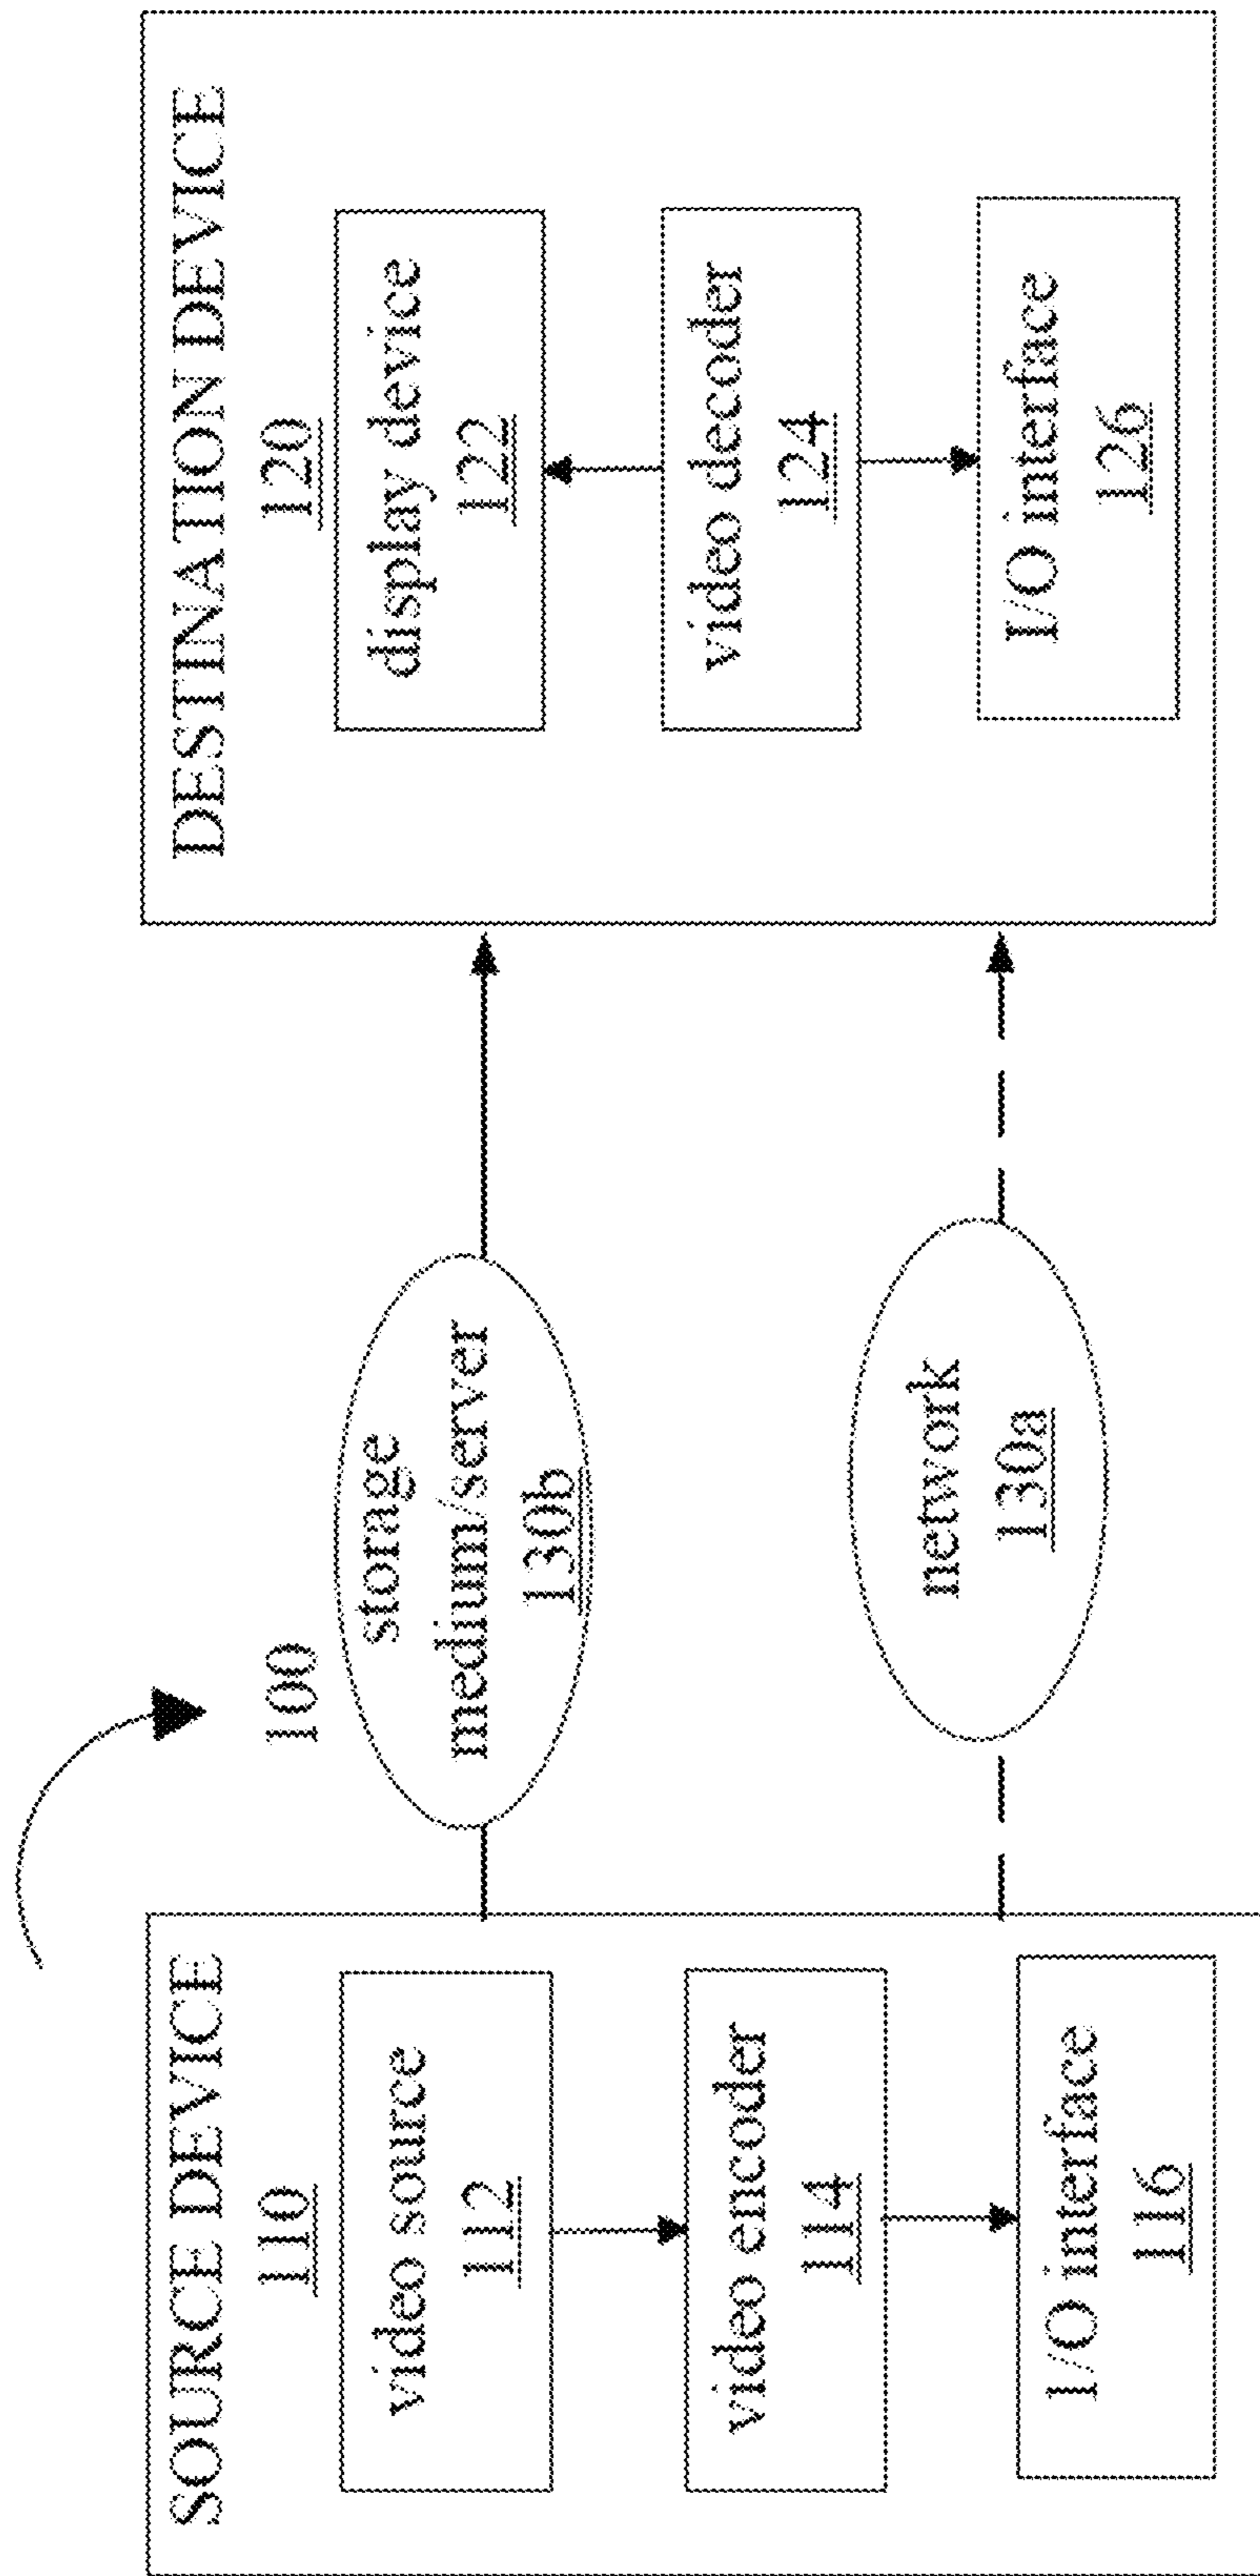 SOURCE DEVICE
110
video source
112
video encoder
114
I/O interface
116
100
storage
medium/server
130b
network
130a
DESTINATION DEVICE
120
display device
122
video decoder
124
I/O interface
126